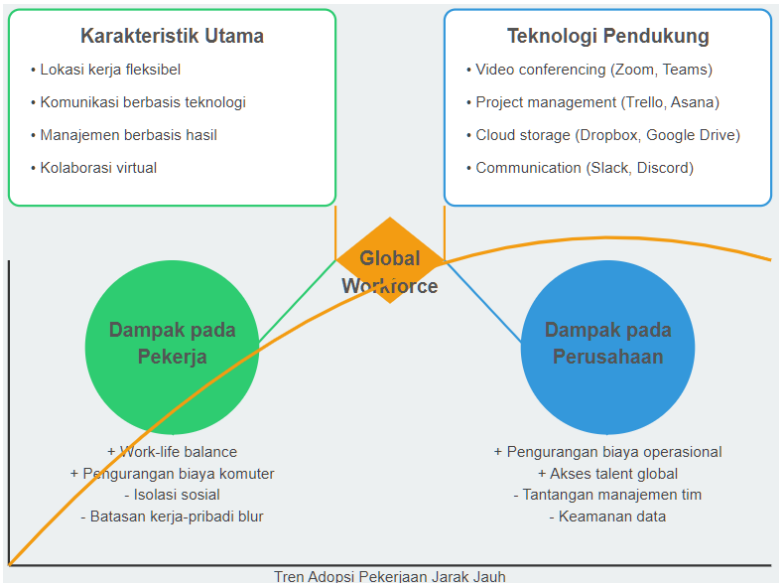 Karakteristik Utama
• Lokasi kerja fleksibel
• Komunikasi berbasis teknologi
• Manajemen berbasis hasil
• Kolaborasi virtual
Teknologi Pendukung
• Video conferencing (Zoom, Teams)
• Project management (Trello, Asana)
• Cloud storage (Dropbox, Google Drive)
• Communication (Slack, Discord)
Global
Workforce
Dampak pada
Pekerja
+ Work-life balance
+ Pengurangan biaya komuter
- Isolasi sosial
- Batasan kerja-pribadi blur
Dampak pada
Perusahaan
+ Pengurangan biaya operasional
+ Akses talent global
- Tantangan manajemen tim
- Keamanan data
Tren Adopsi Pekerjaan Jarak Jauh